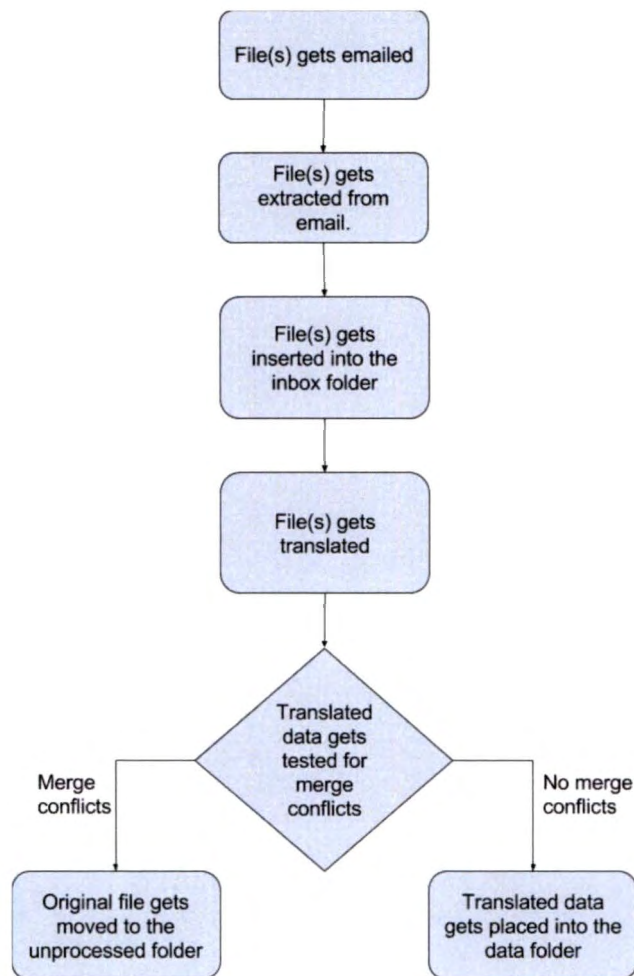 File(s) gets emailed
File(s) gets
extracted from
email.
File(s) gets
inserted into the
inbox folder
File(s) gets
translated
Translated
data gets
tested for
merge
conflicts
Merge
conflicts
No merge
conflicts
Original file gets
moved to the
unprocessed folder
Translated data
gets placed into the
data folder